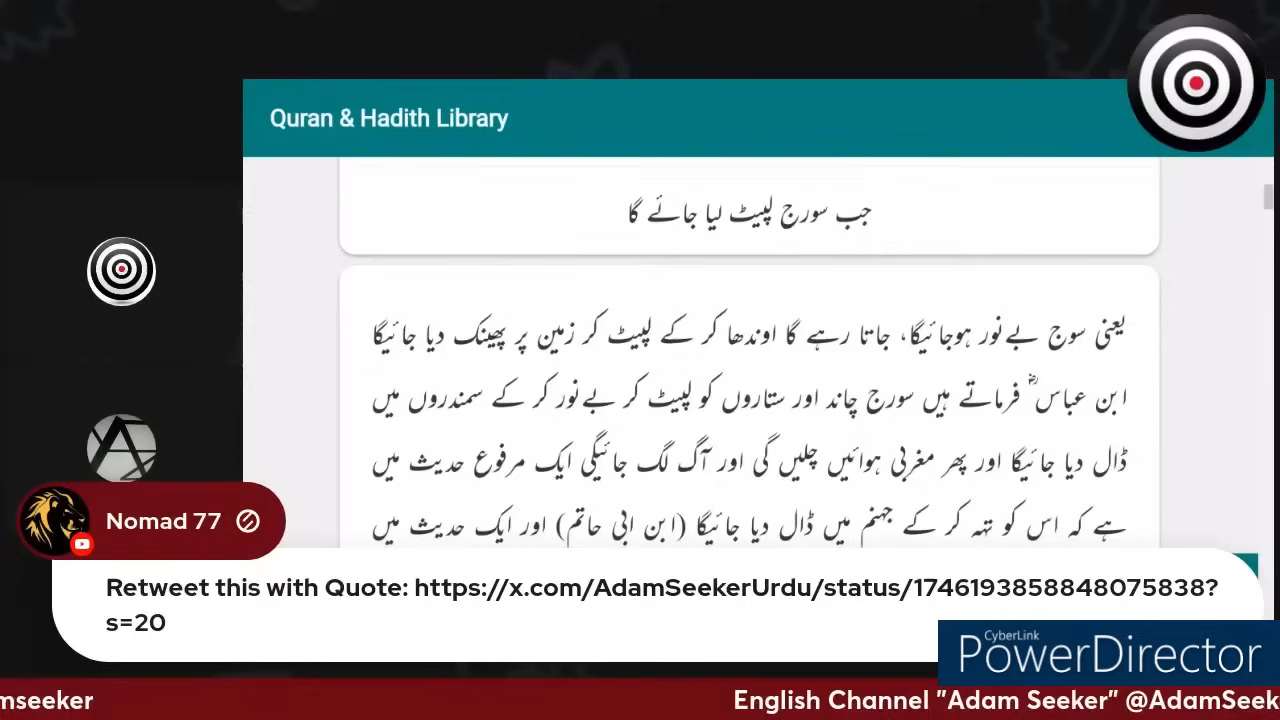 Quran & Hadith Library
جب سورج لپیٹ لیا جائے گا
یعنی سوج بےنور ہوجائیگا، جاتا رہے گا اوندھا کر کے لپیٹ کر زمین پر پھینک دیا جائیگا
ابن عباسؓ فرماتے ہیں سورج چاند اور ستاروں کو لپیٹ کر بےنور کر کے سمندروں میں
ڈال دیا جائیگا اور پھر مغربی ہوائیں چلیں گی اور آگ لگ جائیگی ایک مرفوع حدیث میں
ہے کہ اس کو تہہ کر کے جہنم میں ڈال دیا جائیگا (ابن ابی حاتم) اور ایک حدیث میں
Nomad 77
Retweet this with Quote: https://x.com/AdamSeekerUrdu/status/1746193858848075838?
s=20
CyberLink
PowerDirector
mseeker
English Channel "Adam Seeker" @AdamSeek